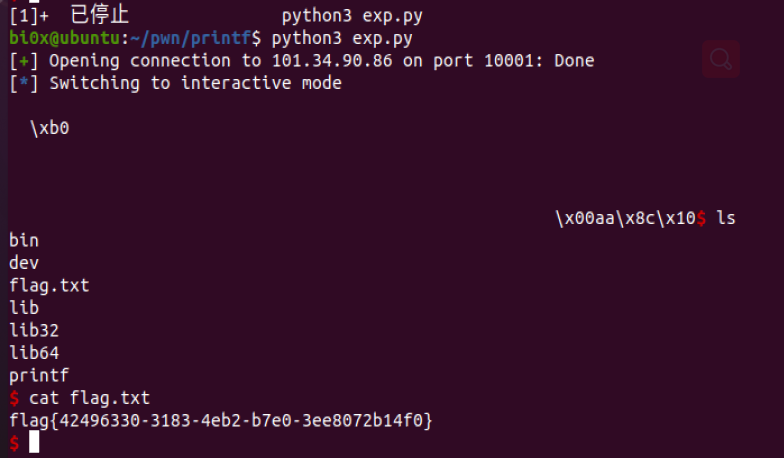 [1]+ 已停止 python3 exp.py
bi0x@ubuntu:~/pwn/printf$ python3 exp.py
[+] Opening connection to 101.34.90.86 on port 10001: Done
[*] Switching to interactive mode
\xb0
\x00aa\x8c\x10$ ls
bin
dev
flag.txt
lib
lib32
lib64
printf
$ cat flag.txt
flag{42496330-3183-4eb2-b7e0-3ee8072b14f0}
$